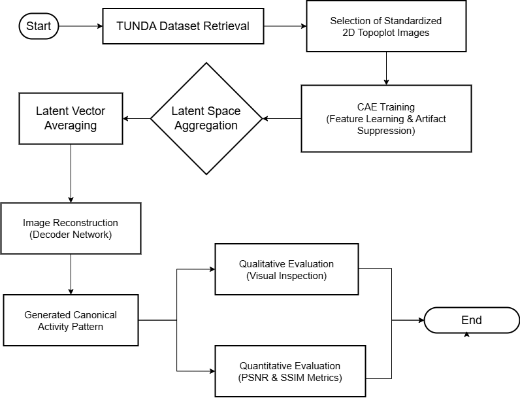 Start
TUNDA Dataset Retrieval
Selection of Standardized
2D Topoplot Images
Latent Vector
Averaging
Latent Space
Aggregation
CAE Training
(Feature Learning & Artifact
Suppression)
Image Reconstruction
(Decoder Network)
Qualitative Evaluation
(Visual Inspection)
Generated Canonical
Activity Pattern
End
Quantitative Evaluation
(PSNR & SSIM Metrics)